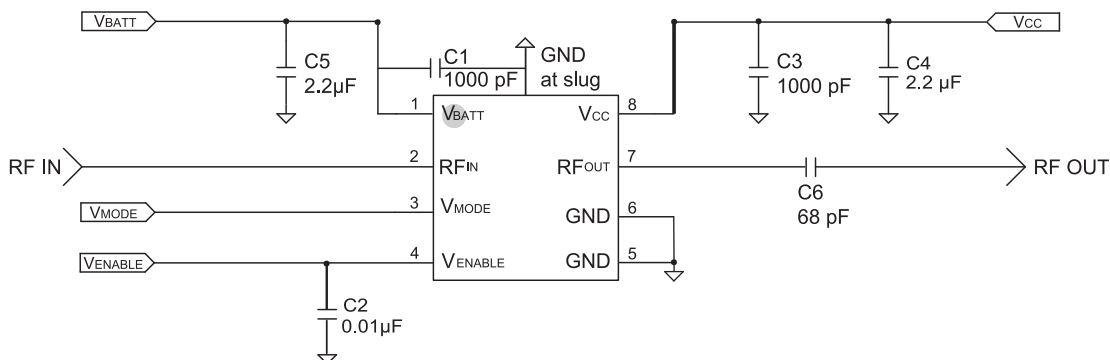 VBATT
VCC
C5
2.2µF
C1
1000 pF
GND
at slug
C3
1000 pF
C4
2.2 µF
1
VBATT
VCC
8
RF IN
2
RFIN
RFOUT
7
RF OUT
C6
68 pF
VMODE
3
VMODE
GND
6
VENABLE
4
VENABLE
GND
5
C2
0.01µF